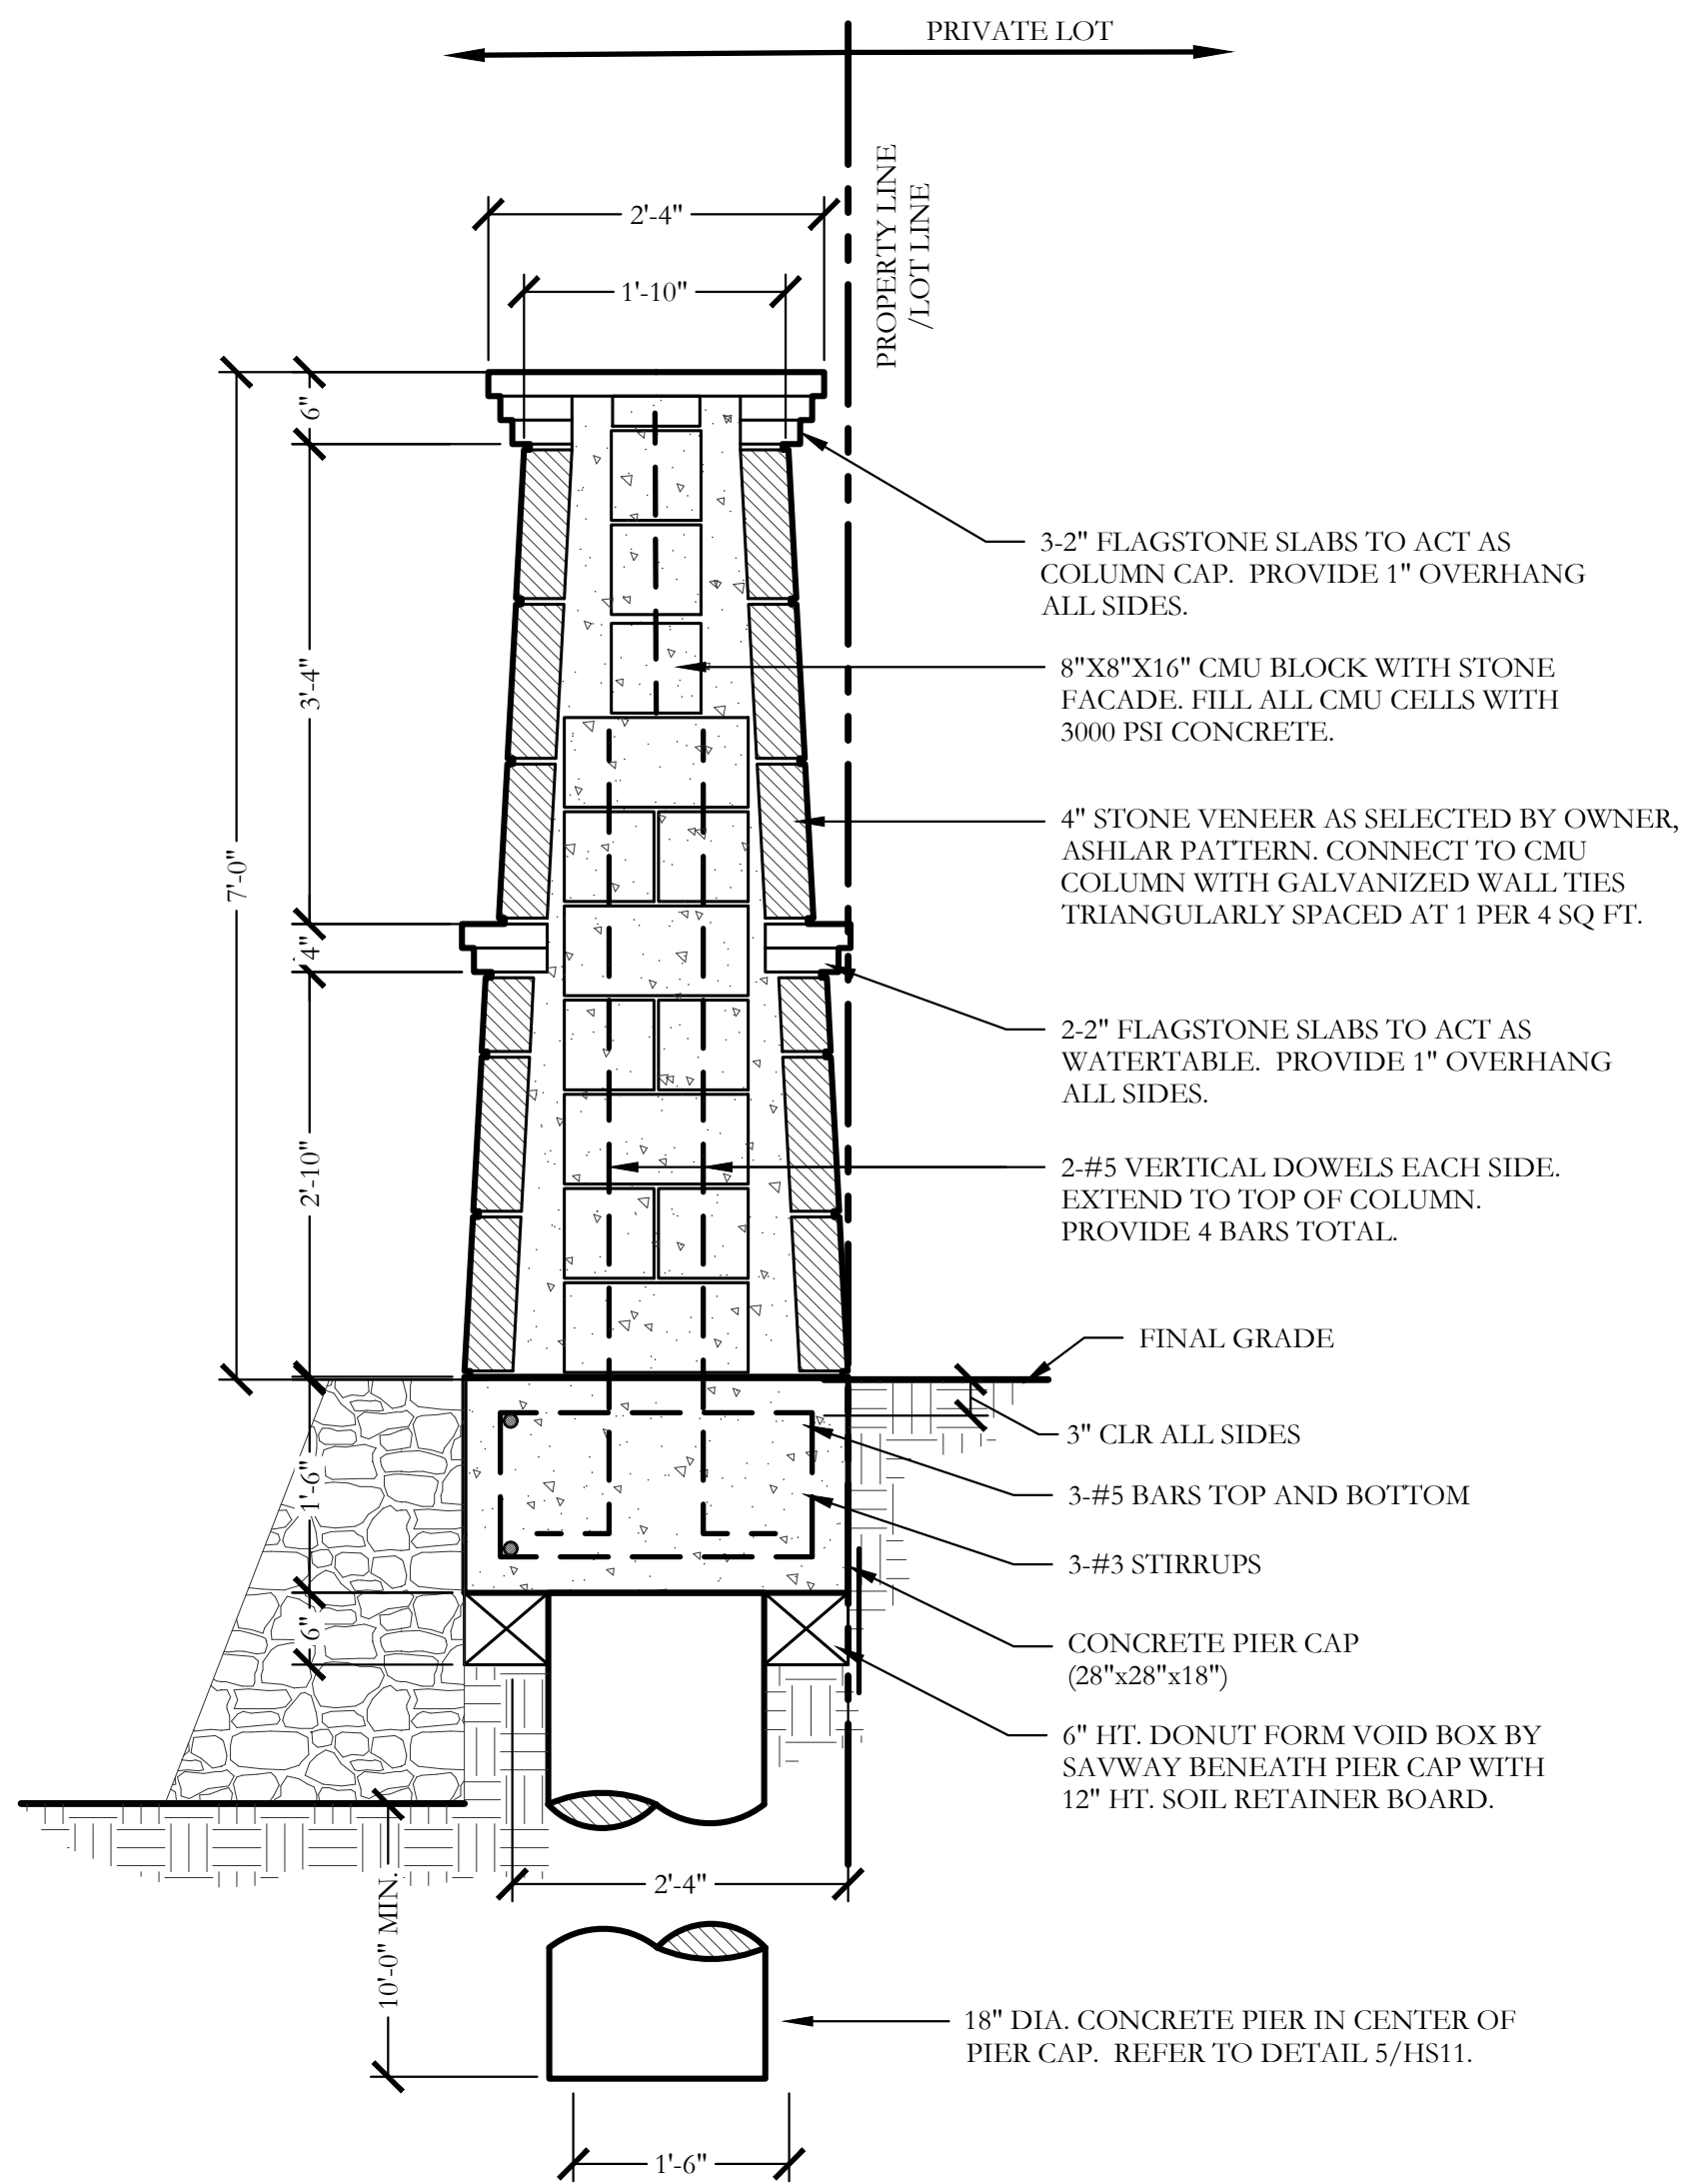 PRIVATE LOT
PROPERTY LINE
/LOT LINE
2'-4"
1'-10"
6"
3'-4"
7'-0"
4"
2'-10"
1'-6"
6"
10'-0" MIN.
2'-4"
1'-6"
3-2" FLAGSTONE SLABS TO ACT AS
COLUMN CAP. PROVIDE 1" OVERHANG
ALL SIDES.
8"X8"X16" CMU BLOCK WITH STONE
FACADE. FILL ALL CMU CELLS WITH
3000 PSI CONCRETE.
4" STONE VENEER AS SELECTED BY OWNER,
ASHLAR PATTERN. CONNECT TO CMU
COLUMN WITH GALVANIZED WALL TIES
TRIANGULARLY SPACED AT 1 PER 4 SQ FT.
2-2" FLAGSTONE SLABS TO ACT AS
WATERTABLE. PROVIDE 1" OVERHANG
ALL SIDES.
2-#5 VERTICAL DOWELS EACH SIDE.
EXTEND TO TOP OF COLUMN.
PROVIDE 4 BARS TOTAL.
FINAL GRADE
3" CLR ALL SIDES
3-#5 BARS TOP AND BOTTOM
3-#3 STIRRUPS
CONCRETE PIER CAP
(28"x28"x18")
6" HT. DONUT FORM VOID BOX BY
SAVWAY BENEATH PIER CAP WITH
12" HT. SOIL RETAINER BOARD.
18" DIA. CONCRETE PIER IN CENTER OF
PIER CAP. REFER TO DETAIL 5/HS11.